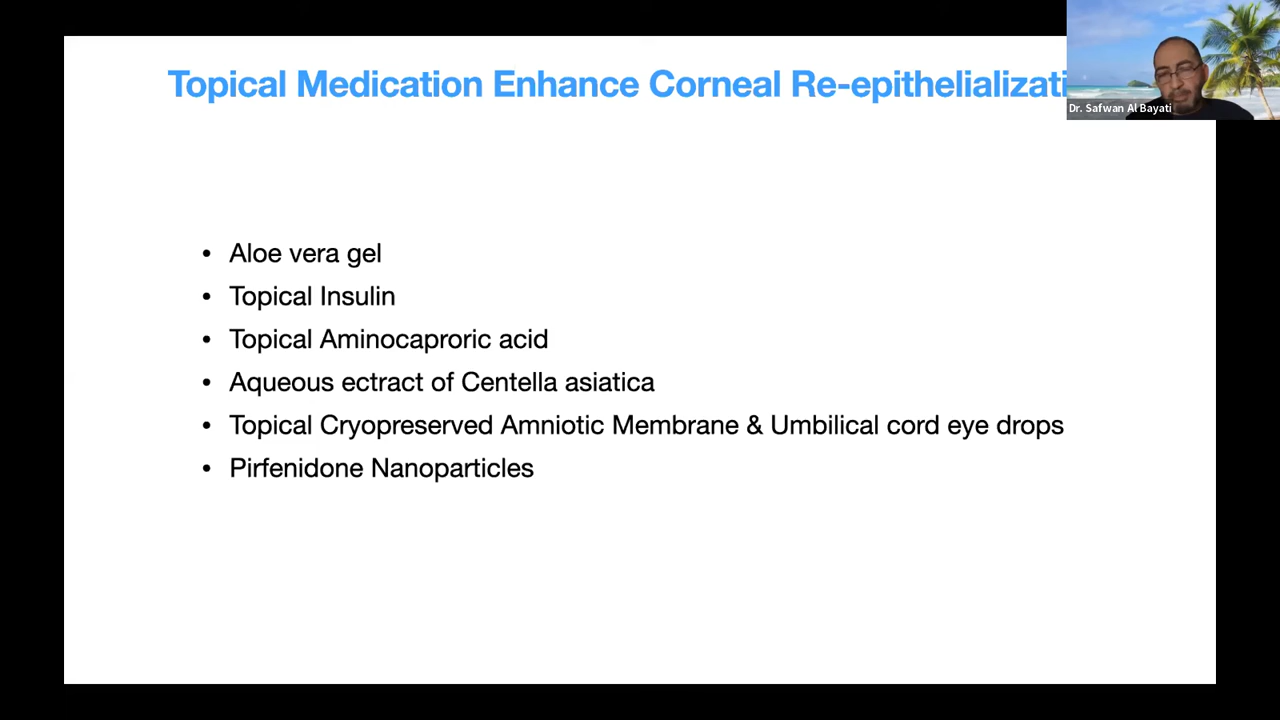 Topical Medication Enhance Corneal Re-epithelializati
Dr. Safwan Al Bayati
• Aloe vera gel
• Topical Insulin
• Topical Aminocaproric acid
• Aqueous ectract of Centella asiatica
• Topical Cryopreserved Amniotic Membrane & Umbilical cord eye drops
• Pirfenidone Nanoparticles